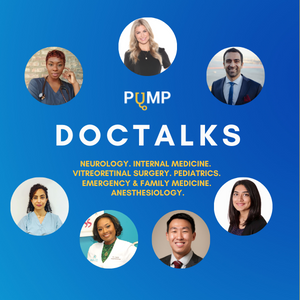 PUMP
DOCTALKS
NEUROLOGY. INTERNAL MEDICINE.
VITREORETINAL SURGERY. PEDIATRICS.
EMERGENCY & FAMILY MEDICINE.
ANESTHESIOLOGY.